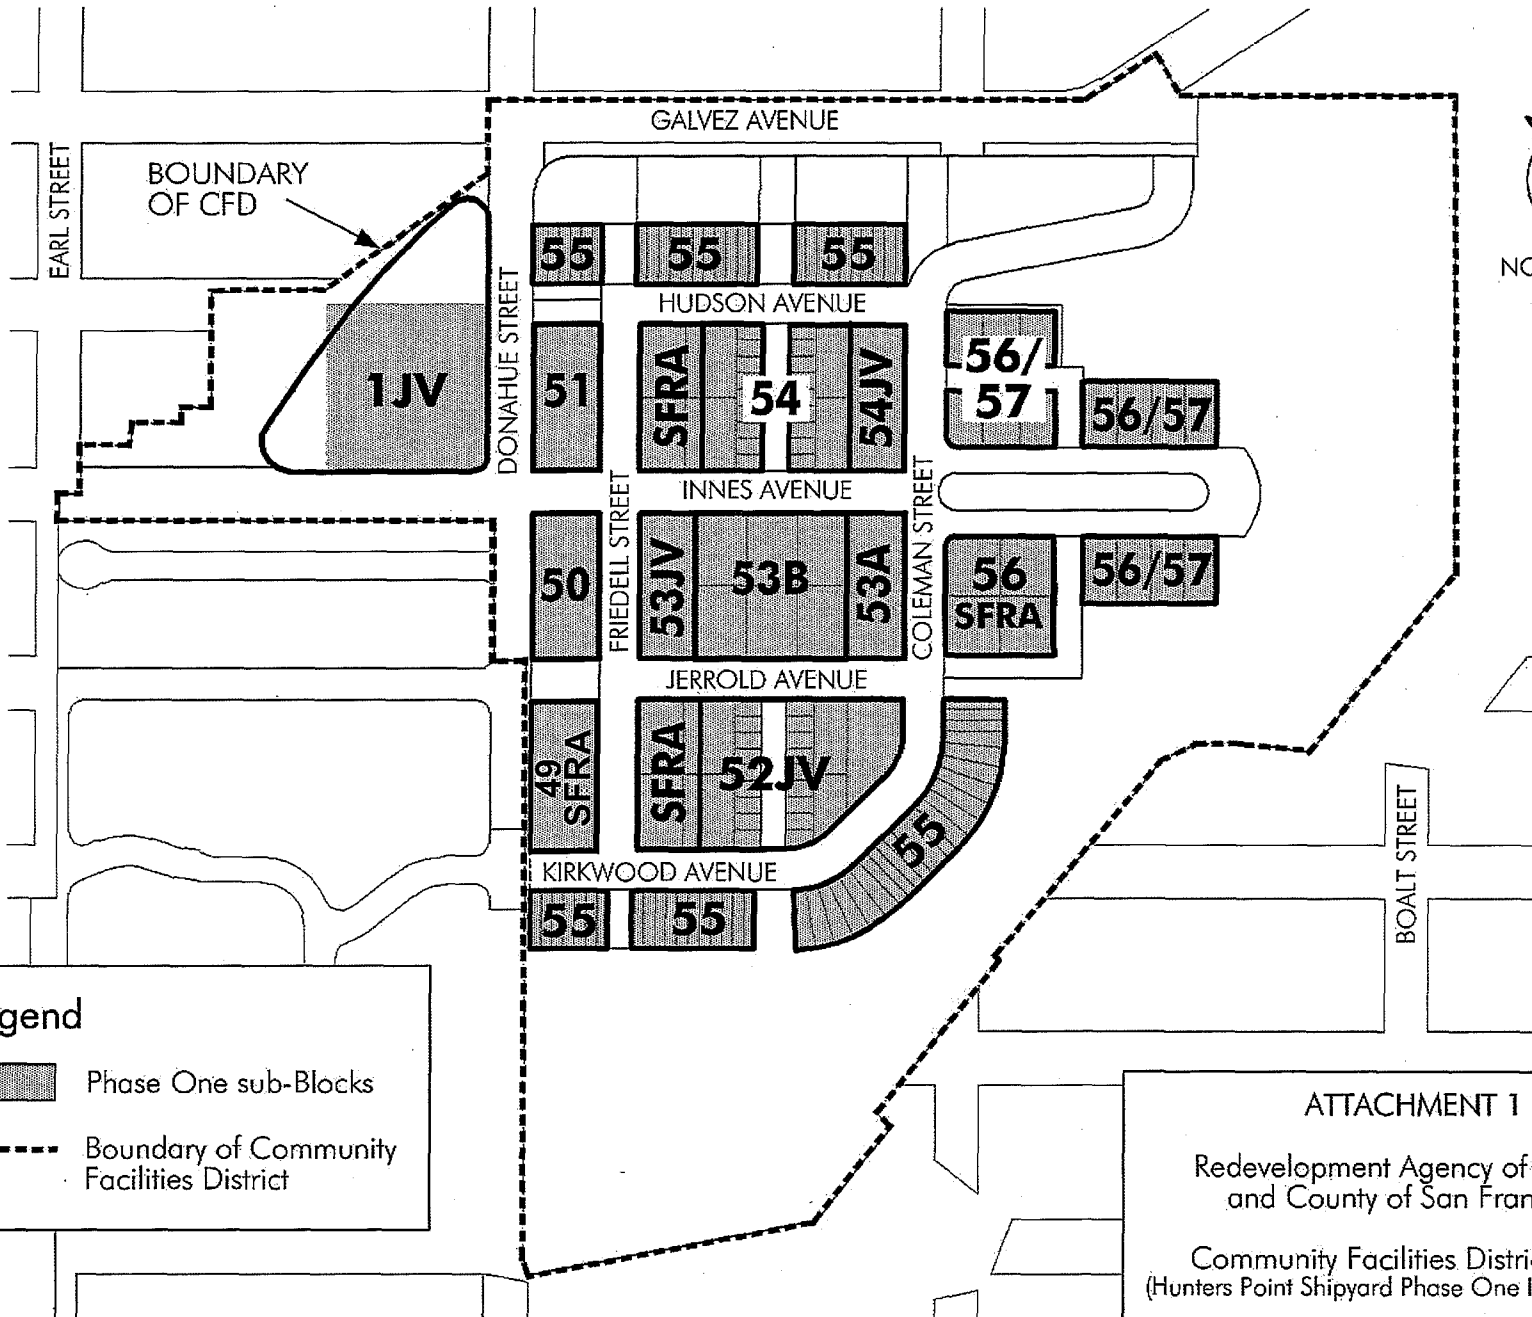 GALVEZ AVENUE
EARL STREET
BOUNDARY
OF CFD
55
55
55
HUDSON AVENUE
DONAHUE STREET
1JV
51
SFRA
54
54JV
56/
57
56/57
INNES AVENUE
FRIEDELL STREET
COLEMAN STREET
50
53JV
53B
53A
56
SFRA
56/57
JERROLD AVENUE
49
SFRA
SFRA
52JV
55
KIRKWOOD AVENUE
55
55
BOALT STREET
NO
gend
Phase One sub-Blocks
Boundary of Community
Facilities District
ATTACHMENT 1
Redevelopment Agency of
and County of San Fran
Community Facilities Distri
(Hunters Point Shipyard Phase One